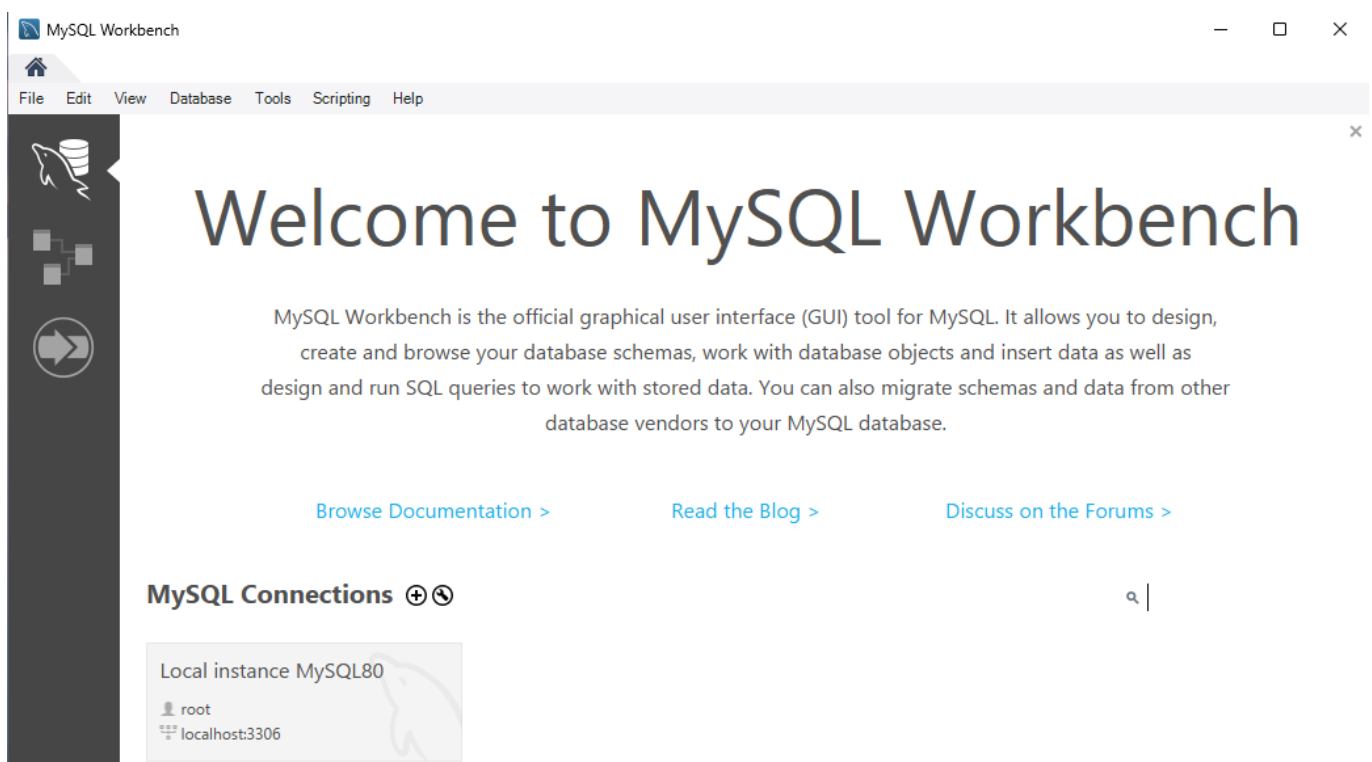 MySQL Workbench
File Edit View Database Tools Scripting Help
Welcome to MySQL Workbench
MySQL Workbench is the official graphical user interface (GUI) tool for MySQL. It allows you to design,
create and browse your database schemas, work with database objects and insert data as well as
design and run SQL queries to work with stored data. You can also migrate schemas and data from other
database vendors to your MySQL database.
Browse Documentation > Read the Blog > Discuss on the Forums >
MySQL Connections
Local instance MySQL80
root
localhost:3306